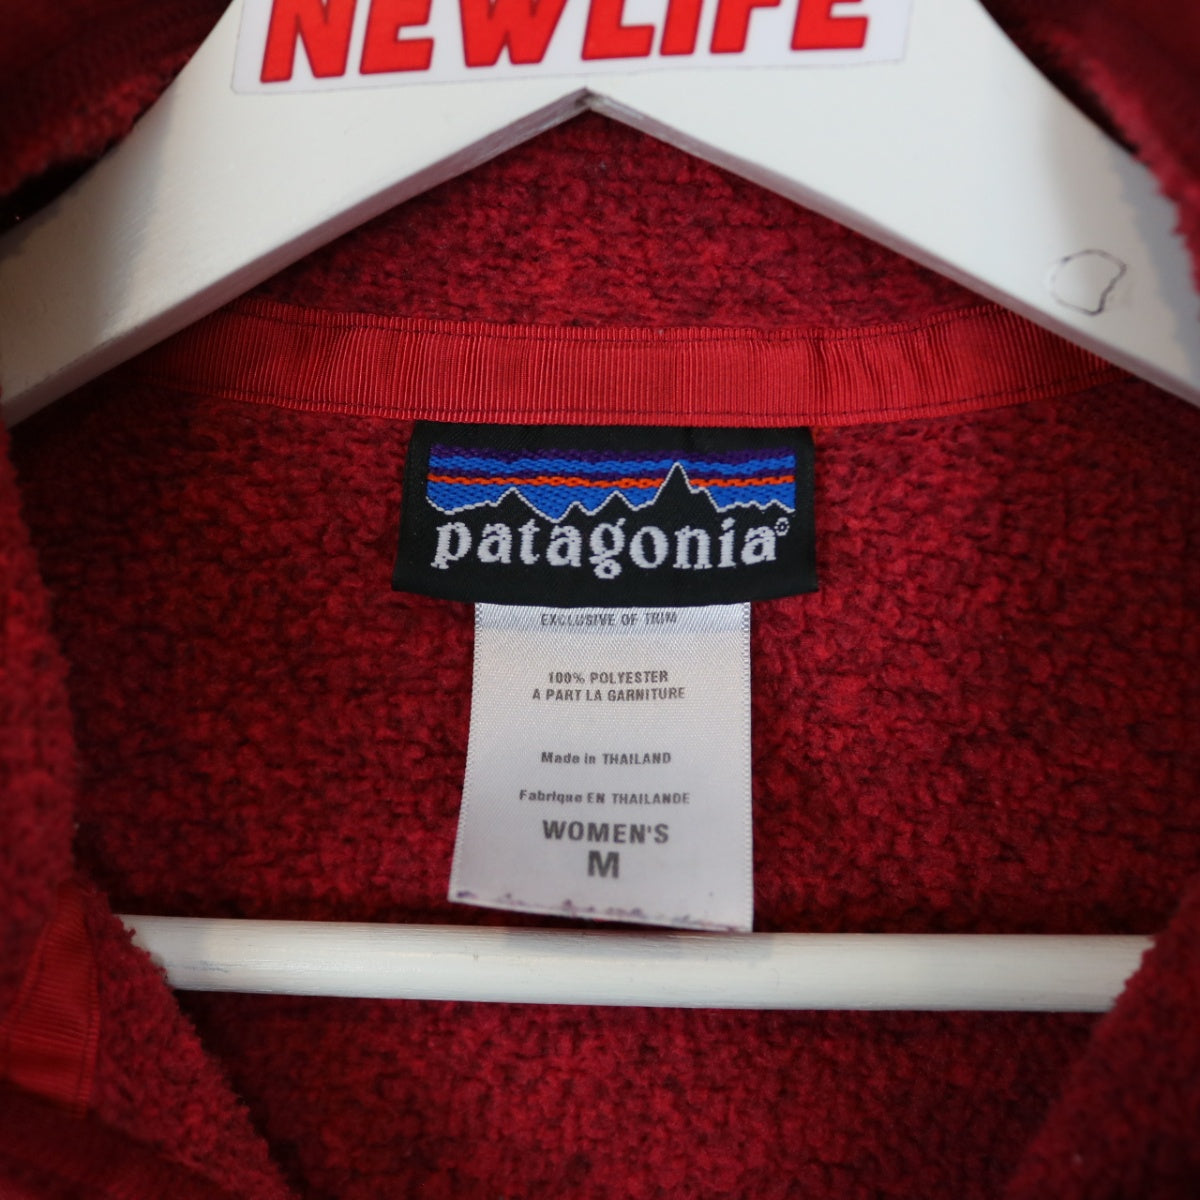 NEWLIFE
patagonia®
EXCLUSIVE OF TRIM
100% POLYESTER
A PART LA GARNITURE
Made in THAILAND
Fabrique EN THAILANDE
WOMEN'S
M